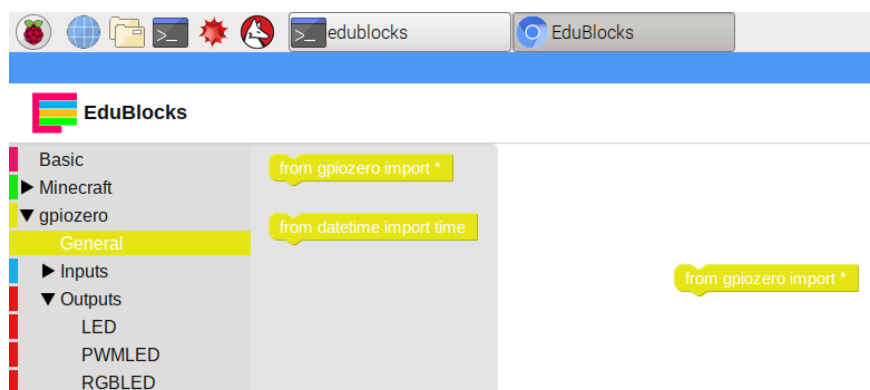 edublocks
EduBlocks
EduBlocks
Basic
Minecraft
gpiozero
General
Inputs
Outputs
LED
PWMLED
RGBLED
from gpiozero import *
from datetime import time
from gpiozero import *